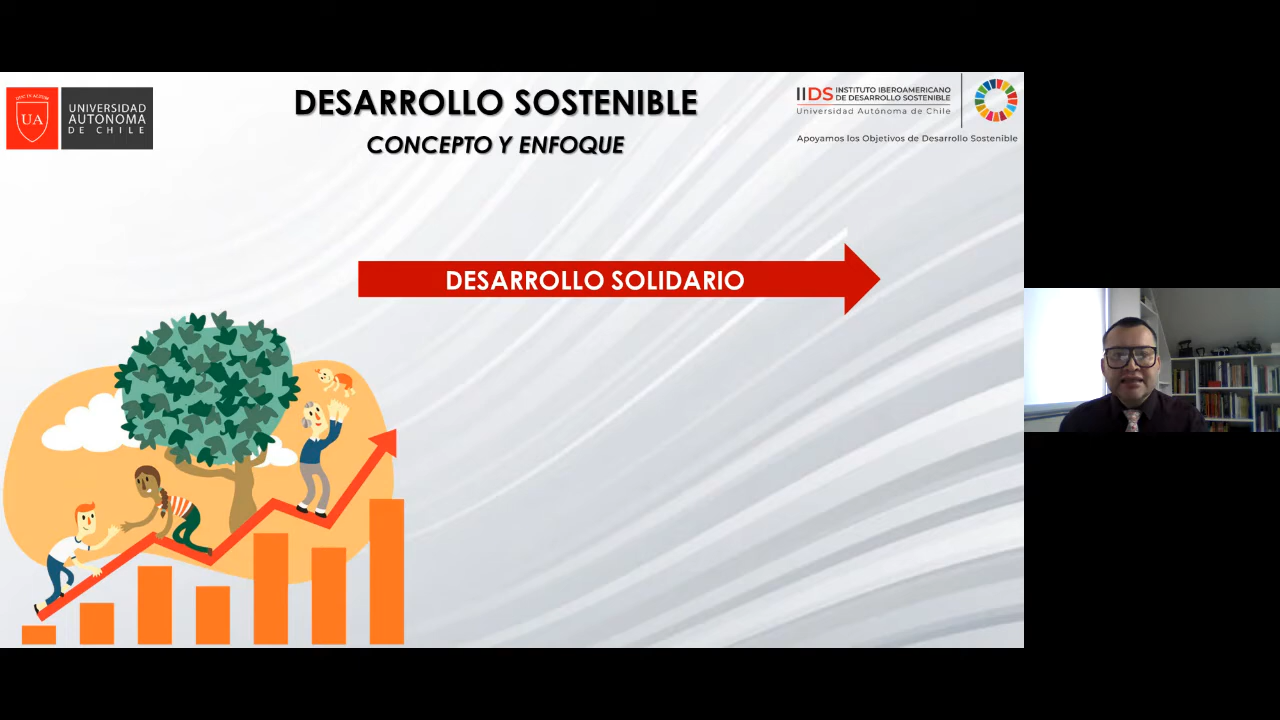 UA
UNIVERSIDAD
AUTÓNOMA
DE CHILE
DESARROLLO SOSTENIBLE
CONCEPTO Y ENFOQUE
IIDS INSTITUTO IBEROAMERICANO
DE DESARROLLO SOSTENIBLE
Universidad Autónoma de Chile
Apoyamos los Objetivos de Desarrollo Sostenible
DESARROLLO SOLIDARIO